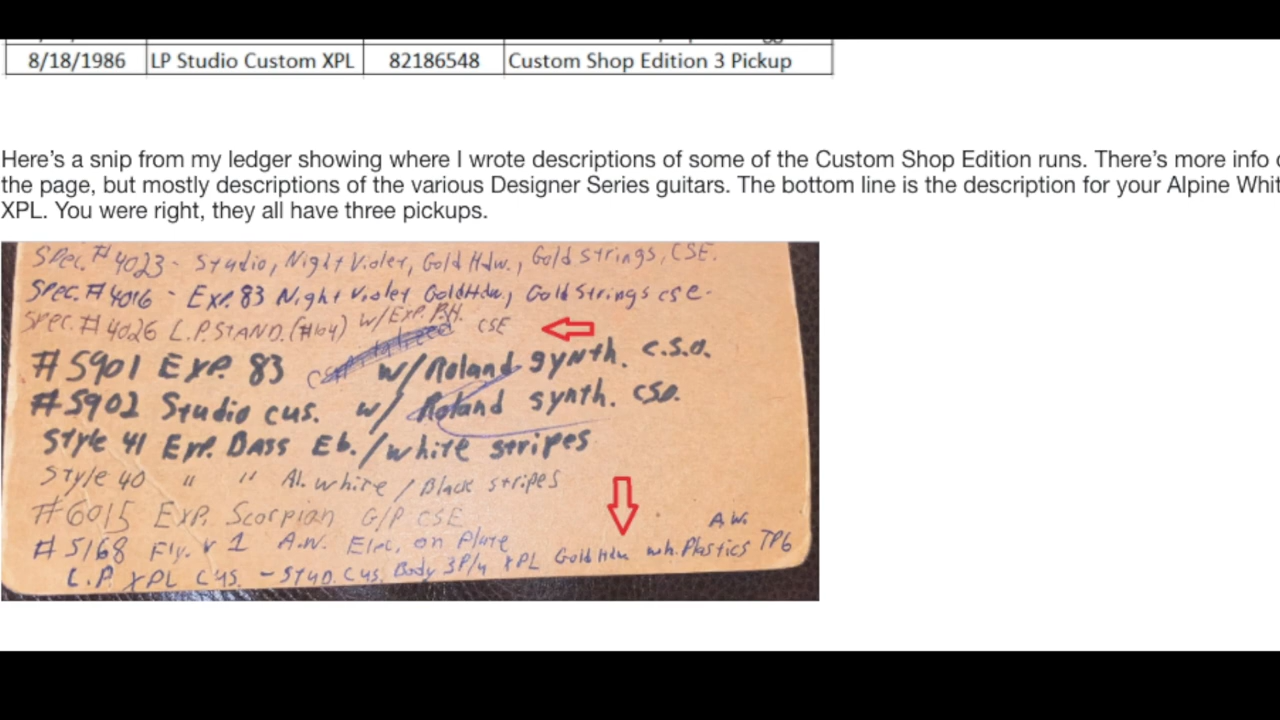 8/18/1986 LP Studio Custom XPL 82186548 Custom Shop Edition 3 Pickup
Here's a snip from my ledger showing where I wrote descriptions of some of the Custom Shop Edition runs. There's more info
the page, but mostly descriptions of the various Designer Series guitars. The bottom line is the description for your Alpine Whit
XPL. You were right, they all have three pickups.
Spec. #4023 - Studio, Night Violet, Gold Hdw., Gold Strings, CSE.
Spec. # 4016 - Exp. 83 Night Violet Gold Hdw, Gold Strings cse.
Spec. # 4026 L.P. STAND. (#104) w/ Exp. P.H. CSE
#5901 Exp. 83 w/ Roland synth. C.S.O.
#5902 Studio cus. w/ Roland synth. CSO.
Style 41 Exp. BASS Eb. / white stripes
Style 40 " " Al. white / Black stripes
#6015 Exp. Scorpian G/P CSE
#5168 Fly. V 1 A.W. Elec. on Plate
A.W.
L.P. XPL Cus. - STUD. Cus. Body 3P/u XPL Gold Hdw wh. Plastics TP6